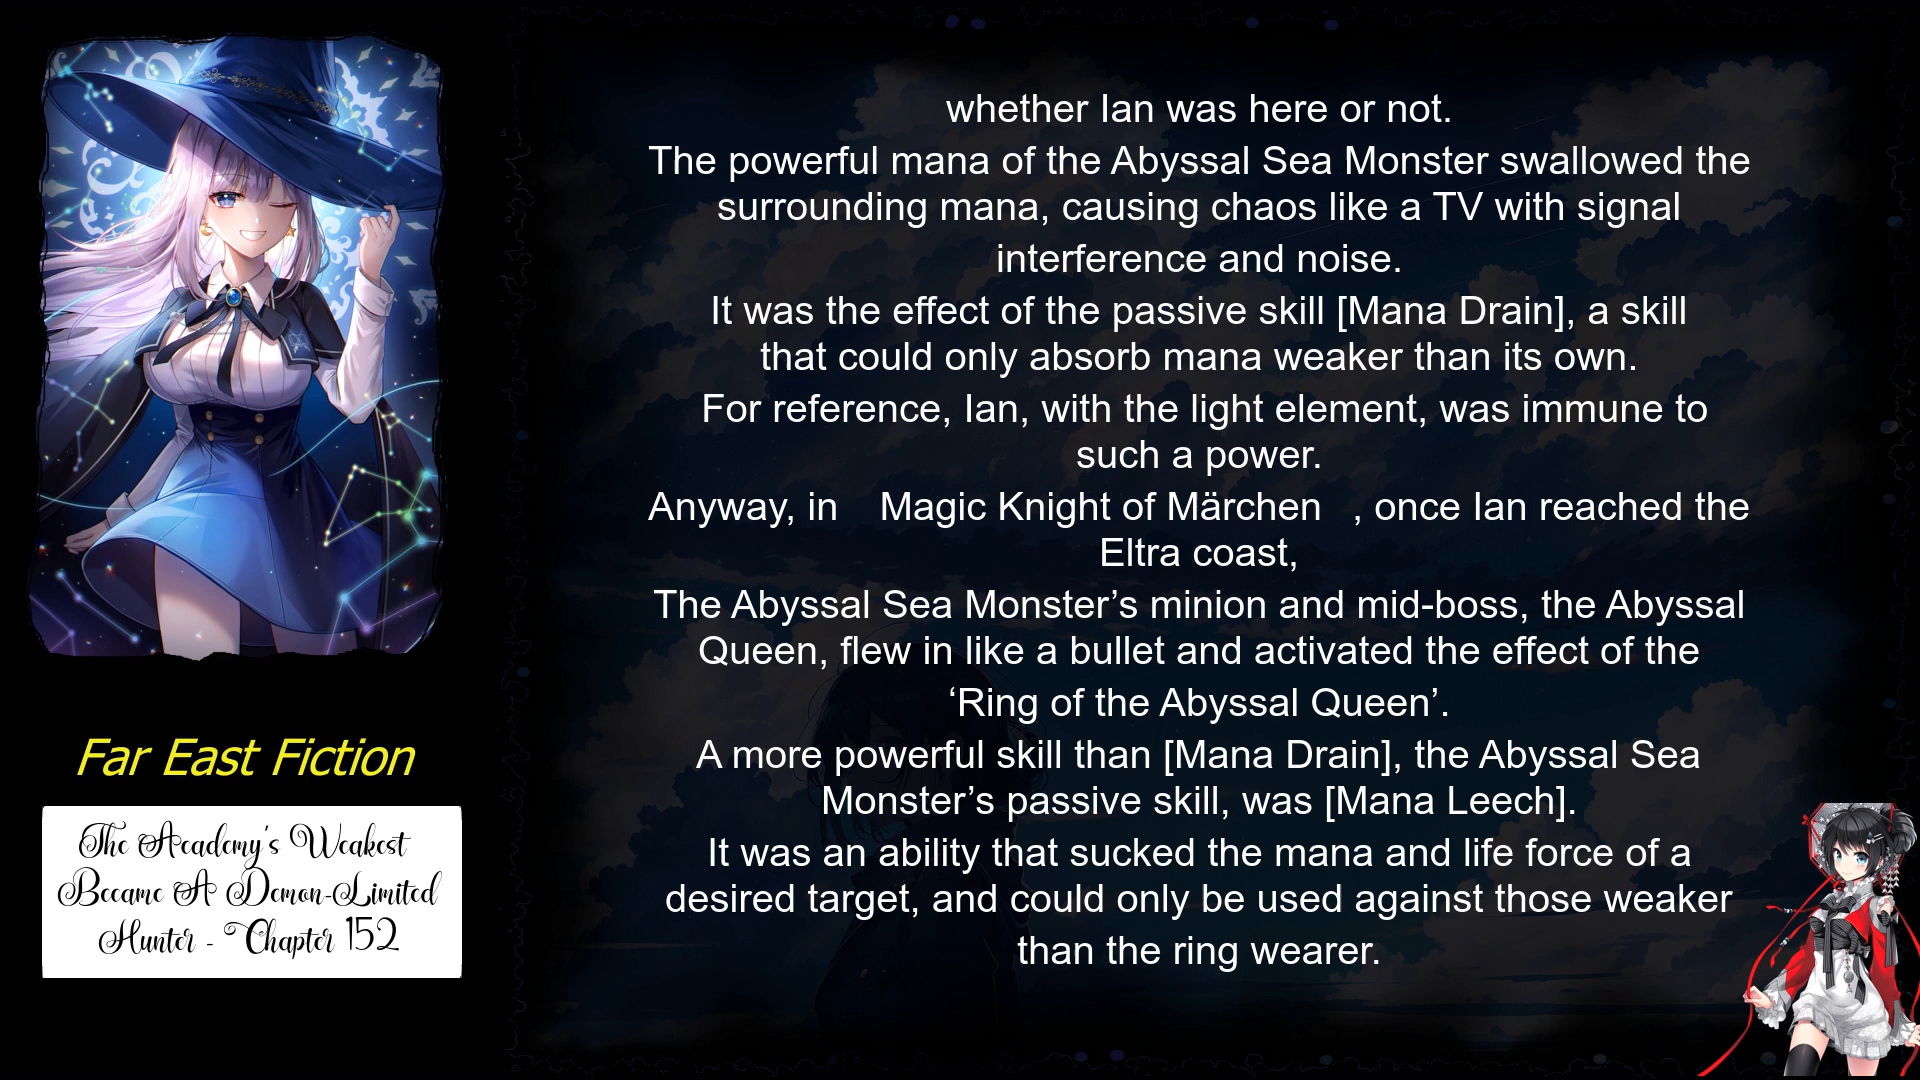 whether Ian was here or not.
The powerful mana of the Abyssal Sea Monster swallowed the
surrounding mana, causing chaos like a TV with signal
interference and noise.
It was the effect of the passive skill [Mana Drain], a skill
that could only absorb mana weaker than its own.
For reference, Ian, with the light element, was immune to
such a power.
Anyway, in    Magic Knight of Märchen   , once Ian reached the
Eltra coast,
The Abyssal Sea Monster’s minion and mid-boss, the Abyssal
Queen, flew in like a bullet and activated the effect of the
‘Ring of the Abyssal Queen’.
A more powerful skill than [Mana Drain], the Abyssal Sea
Monster’s passive skill, was [Mana Leech].
It was an ability that sucked the mana and life force of a
desired target, and could only be used against those weaker
than the ring wearer.
Far East Fiction
The Academy's Weakest
Became A Demon-Limited
Hunter - Chapter 152